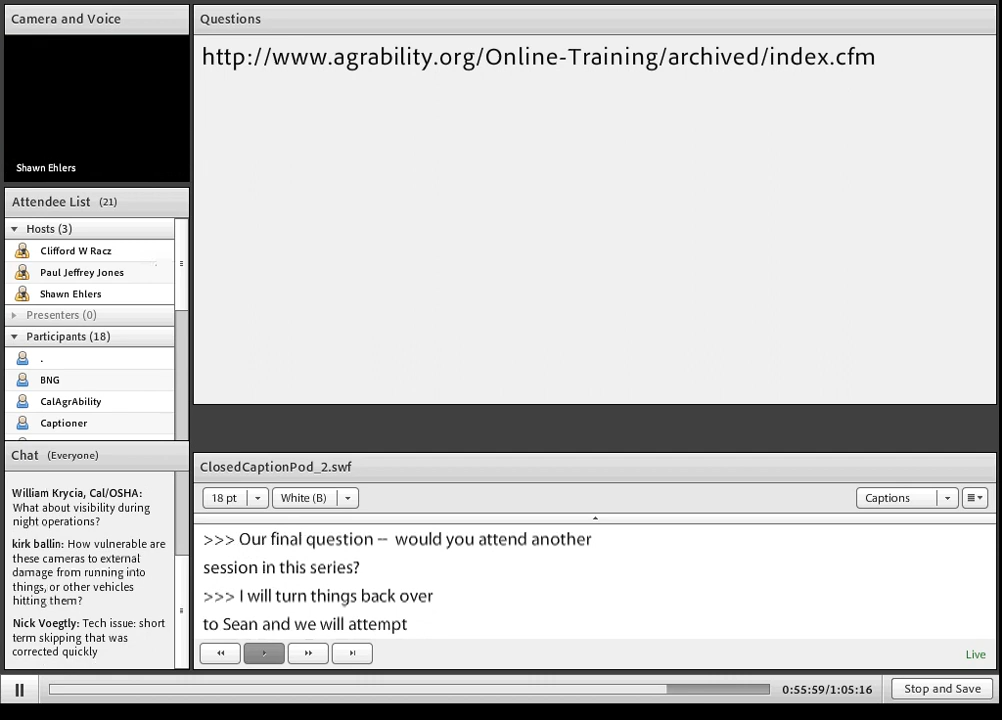 Camera and Voice
Shawn Ehlers
Attendee List (21)
Hosts (3)
Clifford W Racz
Paul Jeffrey Jones
Shawn Ehlers
Presenters (0)
Participants (18)
.
BNG
CalAgrAbility
Captioner
Chat (Everyone)
William Krycia, Cal/OSHA:
What about visibility during
night operations?
kirk ballin: How vulnerable are
these cameras to external
damage from running into
things, or other vehicles
hitting them?
Nick Voegtly: Tech issue: short
term skipping that was
corrected quickly
Questions
http://www.agrability.org/Online-Training/archived/index.cfm
ClosedCaptionPod_2.swf
18 pt
White (B)
Captions
>>> Our final question -- would you attend another
session in this series?
>>> I will turn things back over
to Sean and we will attempt
Live
0:55:59/1:05:16
Stop and Save